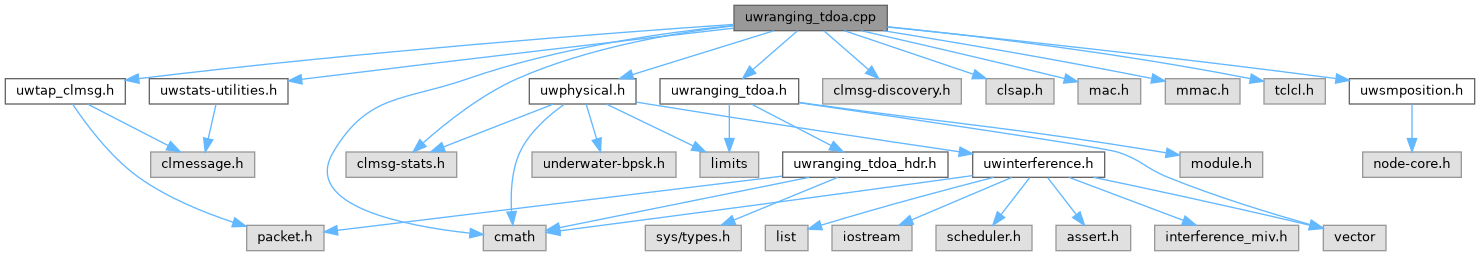 uwranging_tdoa.cpp
uwtap_clmsg.h
uwstats-utilities.h
uwphysical.h
uwranging_tdoa.h
clmsg-discovery.h
clsap.h
mac.h
mmac.h
tclcl.h
uwsmposition.h
clmessage.h
clmsg-stats.h
underwater-bpsk.h
limits
uwranging_tdoa_hdr.h
uwinterference.h
module.h
node-core.h
packet.h
cmath
sys/types.h
list
iostream
scheduler.h
assert.h
interference_miv.h
vector